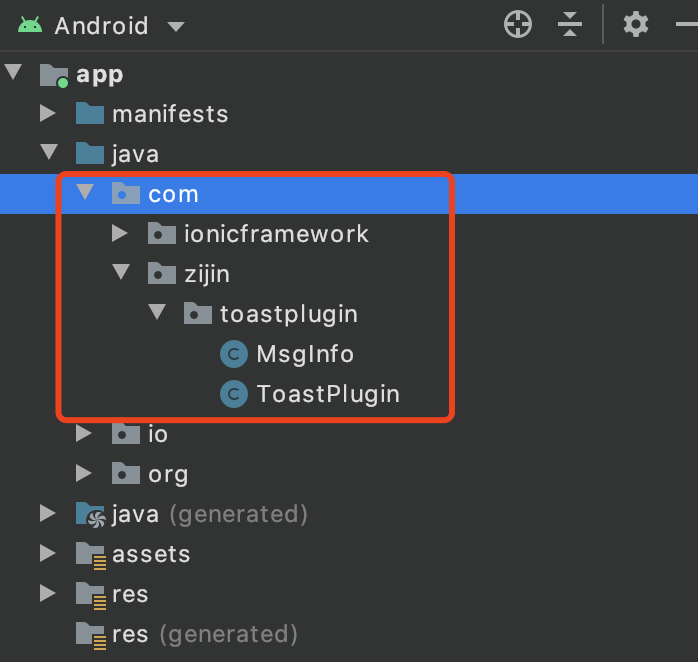 Android
app
manifests
java
com
ionicframework
zijin
toastplugin
C MsgInfo
C ToastPlugin
io
org
java (generated)
assets
res
res (generated)